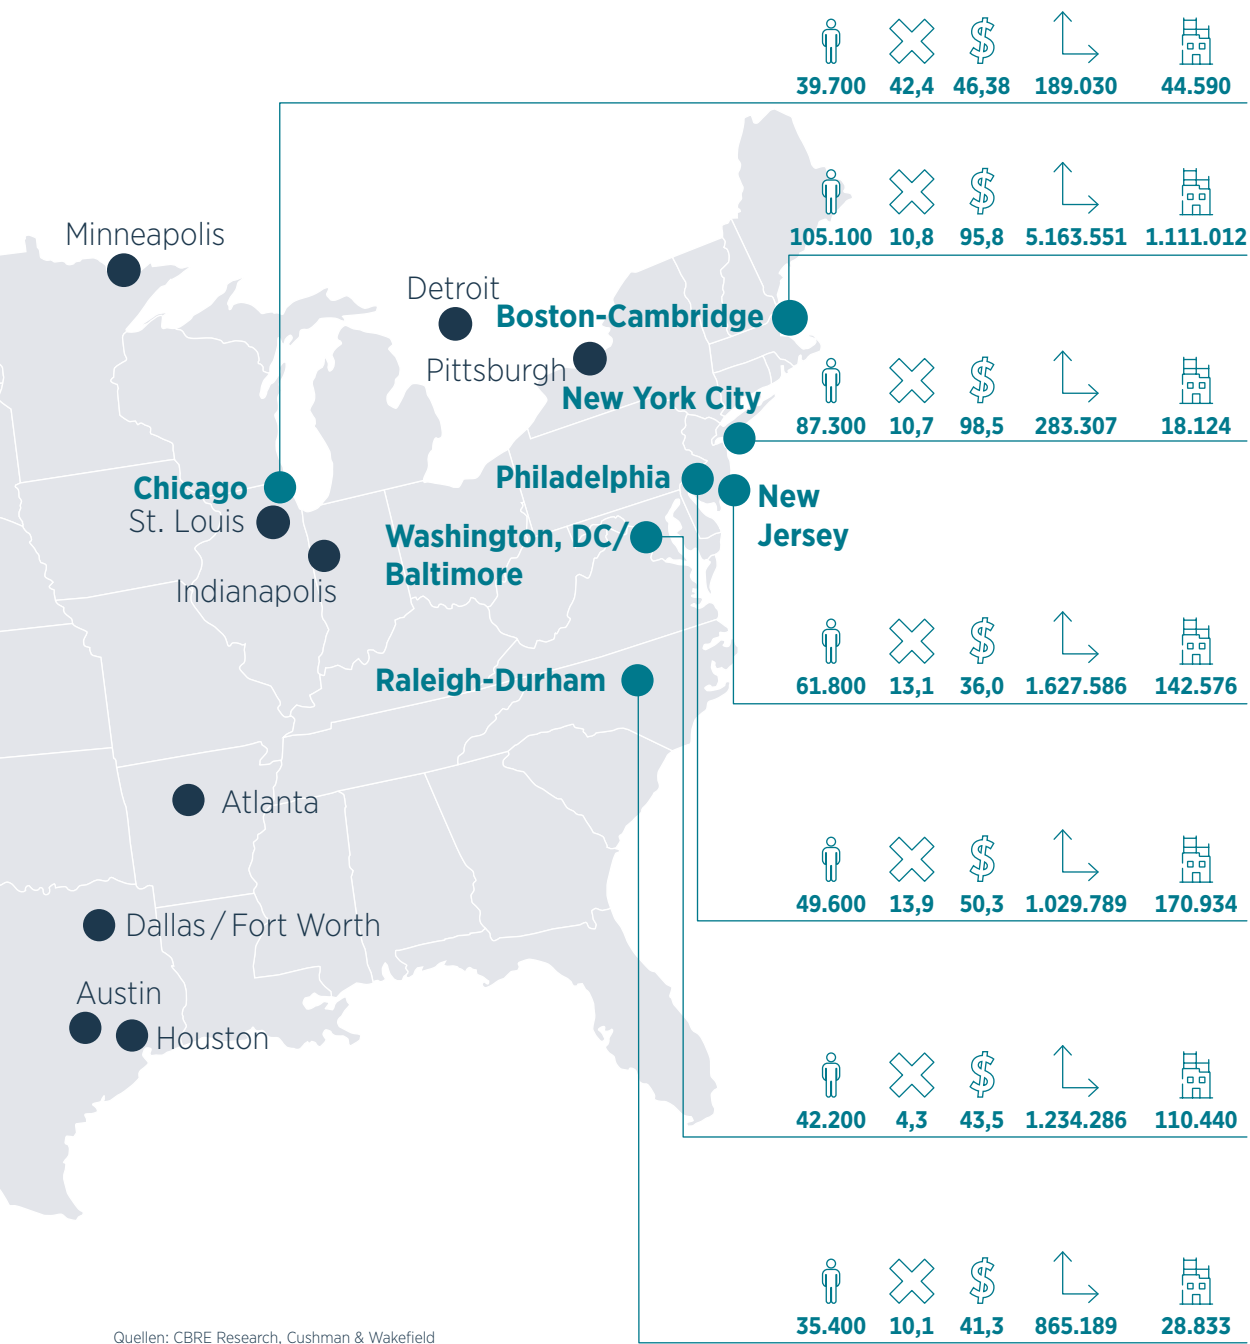 39.700 42,4 46,38 189.030 44.590
105.100 10,8 95,8 5.163.551 1.111.012
Minneapolis
Detroit
Boston-Cambridge
Pittsburgh
New York City
87.300 10,7 98,5 283.307 18.124
Philadelphia
Chicago
New
Jersey
St. Louis
Washington, DC/
Baltimore
Indianapolis
61.800 13,1 36,0 1.627.586 142.576
Raleigh-Durham
Atlanta
49.600 13,9 50,3 1.029.789 170.934
Dallas / Fort Worth
Austin
Houston
42.200 4,3 43,5 1.234.286 110.440
35.400 10,1 41,3 865.189 28.833
Quellen: CBRE Research, Cushman & Wakefield